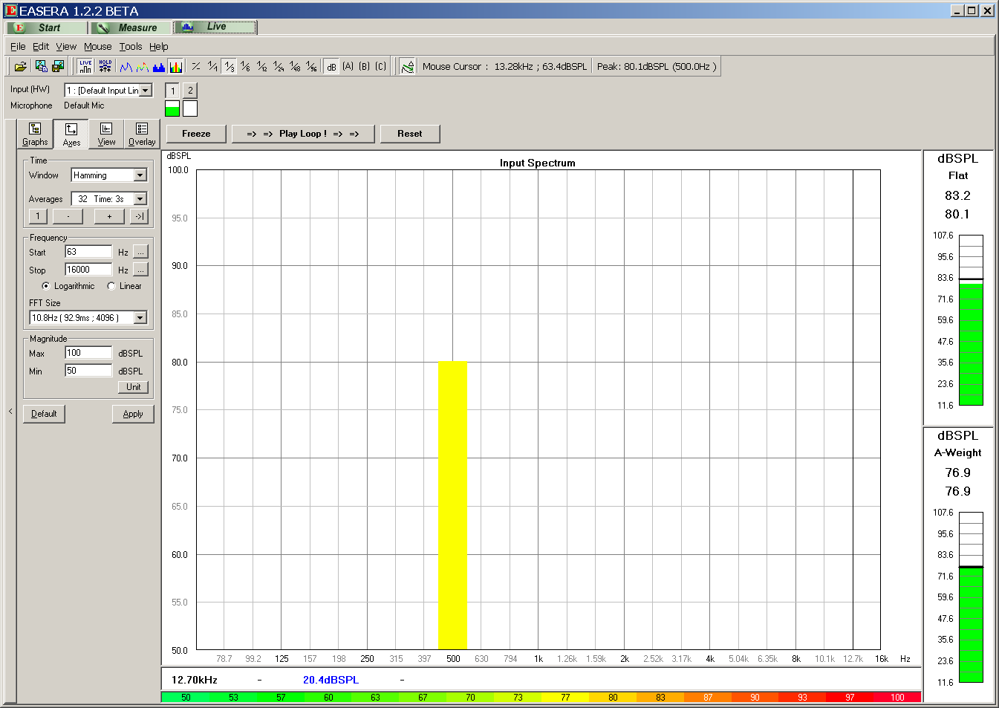 EASERA 1.2.2 BETA
Start Measure Live
File Edit View Mouse Tools Help
LIVE HOLD ⅟₁ ⅓ ⅙ ⅟₁₂ ⅟₂₄ ⅟₄₈ ⅟₉₆ dB (A) (B) (C) Mouse Cursor : 13.28kHz ; 63.4dBSPL Peak: 80.1dBSPL (500.0Hz )
Input (HW) 1 : [Default Input Lin 1 2
Microphone Default Mic
Graphs Axes View Overlay
Freeze => => Play Loop ! => => Reset
Time
Window Hamming
Averages 32 Time: 3s
1 - + ->|
Frequency
Start 63 Hz ...
Stop 16000 Hz ...
Logarithmic Linear
FFT Size
10.8Hz ( 92.9ms ; 4096 )
Magnitude
Max 100 dBSPL
Min 50 dBSPL
Unit
Default Apply
<
dBSPL
Input Spectrum
100.0
95.0
90.0
85.0
80.0
75.0
70.0
65.0
60.0
55.0
50.0
78.7 99.2 125 157 198 250 315 397 500 630 794 1k 1.26k 1.59k 2k 2.52k 3.17k 4k 5.04k 6.35k 8k 10.1k 12.7k 16k Hz
12.70kHz - 20.4dBSPL -
50 53 57 60 63 67 70 73 77 80 83 87 90 93 97 100
dBSPL
Flat
83.2
80.1
107.6
95.6
83.6
71.6
59.6
47.6
35.6
23.6
11.6
dBSPL
A-Weight
76.9
76.9
107.6
95.6
83.6
71.6
59.6
47.6
35.6
23.6
11.6